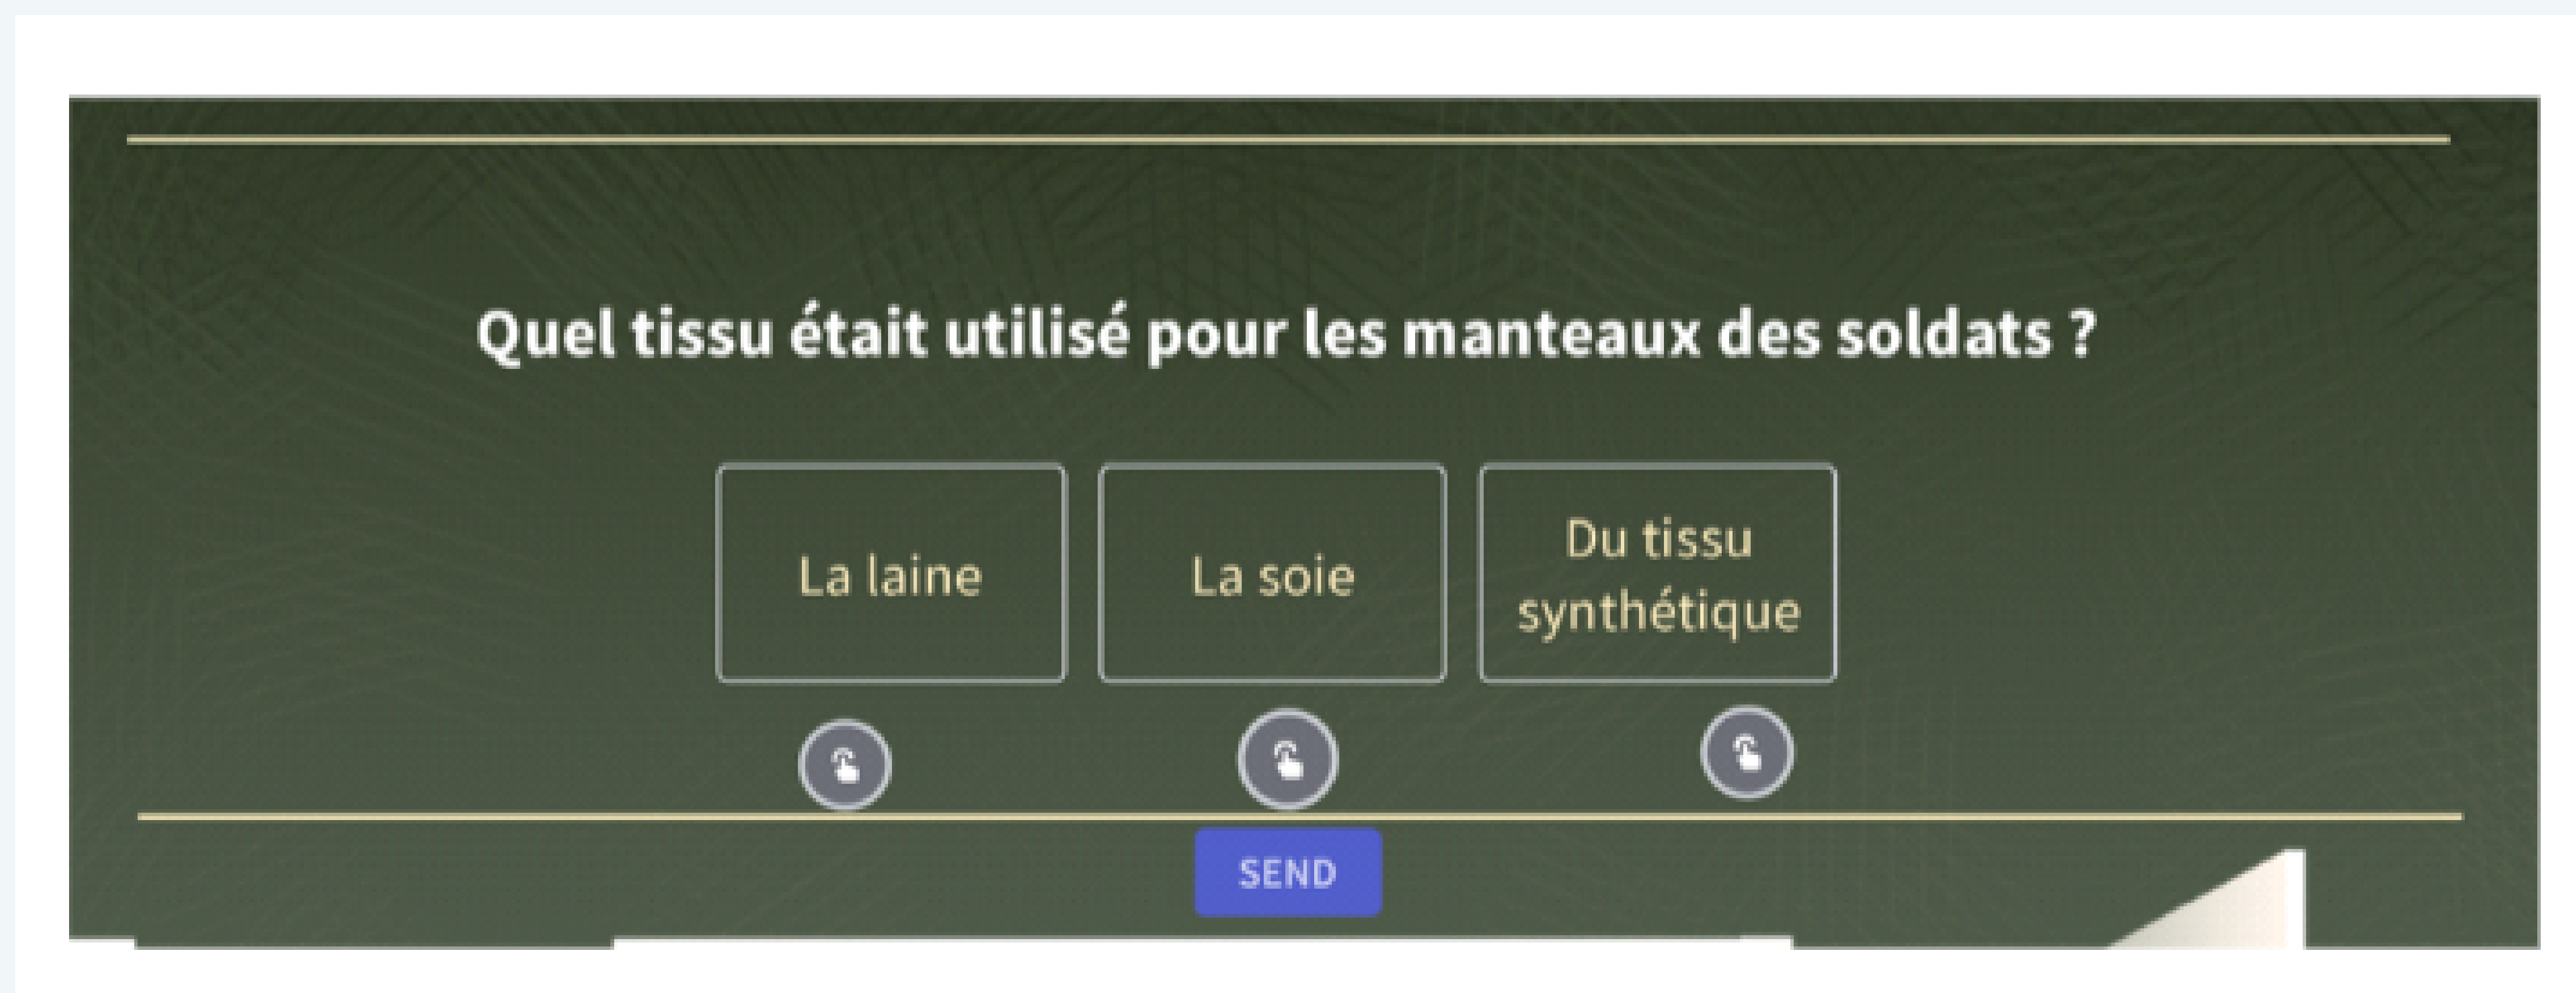 Quel tissu était utilisé pour les manteaux des soldats ?
La laine
La soie
Du tissu
synthétique
SEND